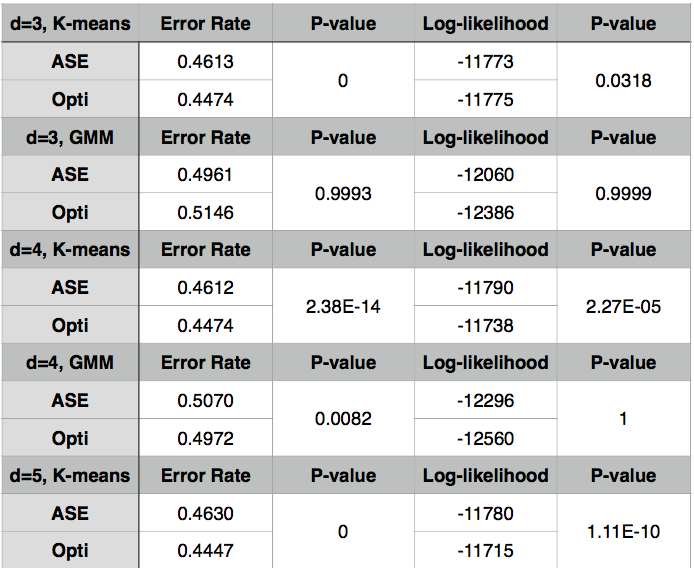 d=3, K-means Error Rate P-value Log-likelihood P-value
ASE 0.4613 0 -11773 0.0318
Opti 0.4474 -11775
d=3, GMM Error Rate P-value Log-likelihood P-value
ASE 0.4961 0.9993 -12060 0.9999
Opti 0.5146 -12386
d=4, K-means Error Rate P-value Log-likelihood P-value
ASE 0.4612 2.38E-14 -11790 2.27E-05
Opti 0.4474 -11738
d=4, GMM Error Rate P-value Log-likelihood P-value
ASE 0.5070 0.0082 -12296 1
Opti 0.4972 -12560
d=5, K-means Error Rate P-value Log-likelihood P-value
ASE 0.4630 0 -11780 1.11E-10
Opti 0.4447 -11715